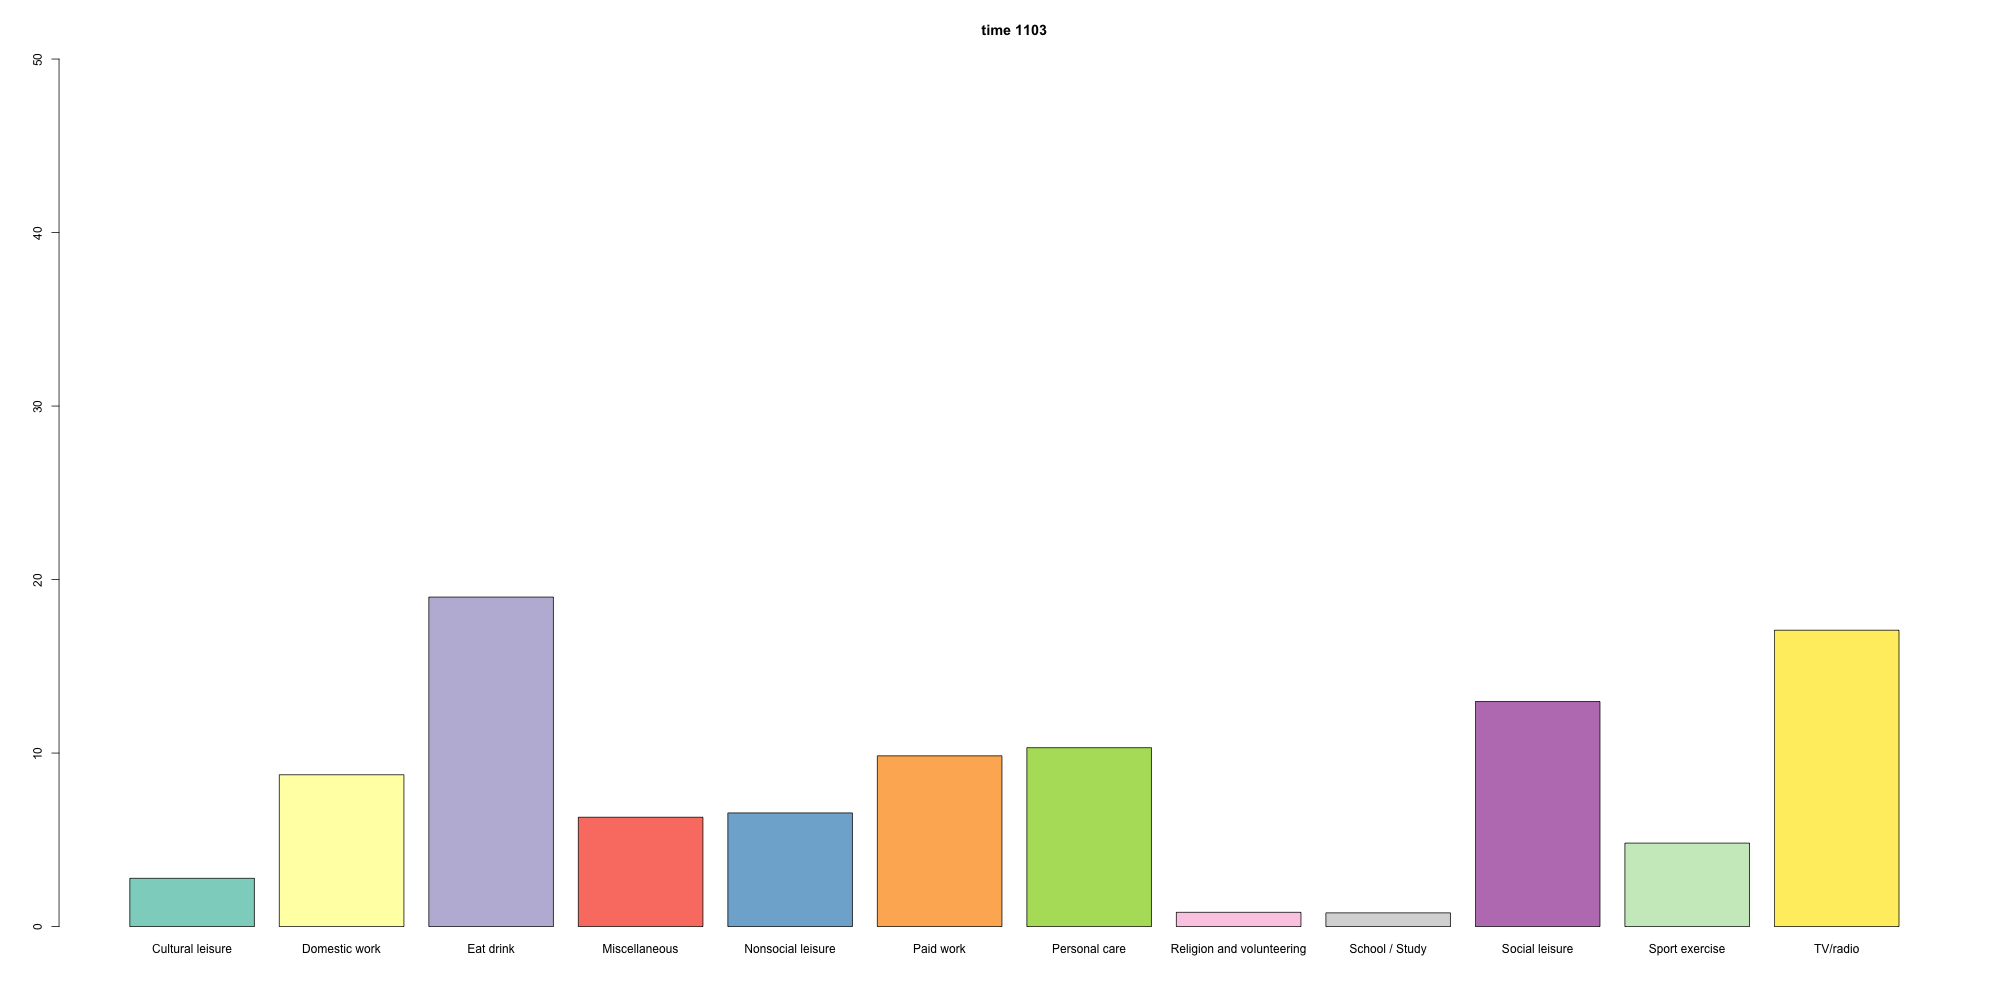 time 1103
50
40
30
20
10
0
Cultural leisure
Domestic work
Eat drink
Miscellaneous
Nonsocial leisure
Paid work
Personal care
Religion and volunteering
School / Study
Social leisure
Sport exercise
TV/radio